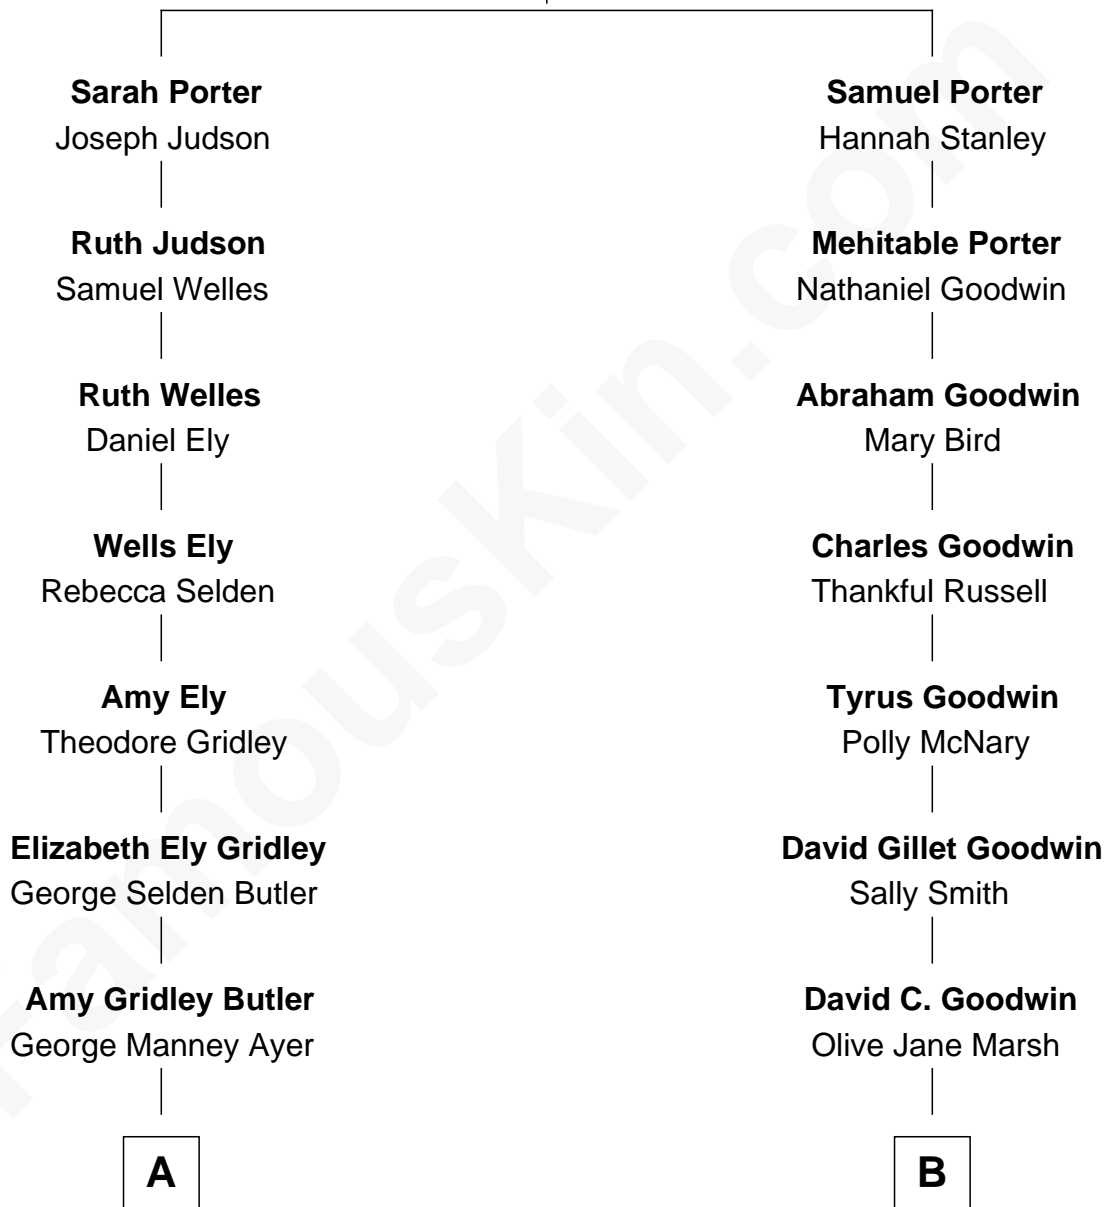 Sarah Porter
Joseph Judson
Ruth Judson
Samuel Welles
Ruth Welles
Daniel Ely
Wells Ely
Rebecca Selden
Amy Ely
Theodore Gridley
Elizabeth Ely Gridley
George Selden Butler
Amy Gridley Butler
George Manney Ayer
A
Samuel Porter
Hannah Stanley
Mehitable Porter
Nathaniel Goodwin
Abraham Goodwin
Mary Bird
Charles Goodwin
Thankful Russell
Tyrus Goodwin
Polly McNary
David Gillet Goodwin
Sally Smith
David C. Goodwin
Olive Jane Marsh
B
FamousKin.com